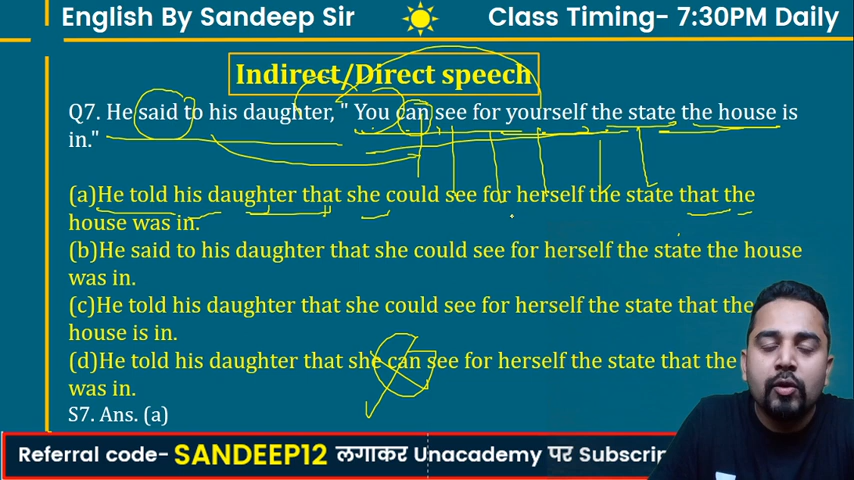 English By Sandeep Sir
Class Timing- 7:30PM Daily
Indirect/Direct speech
Q7. He said to his daughter, " You can see for yourself the state the house is
in."
(a)He told his daughter that she could see for herself the state that the
house was in.
(b)He said to his daughter that she could see for herself the state the house
was in.
(c)He told his daughter that she could see for herself the state that the
house is in.
(d)He told his daughter that she can see for herself the state that the
was in.
S7. Ans. (a)
Referral code- SANDEEP12 लगाकर Unacademy पर